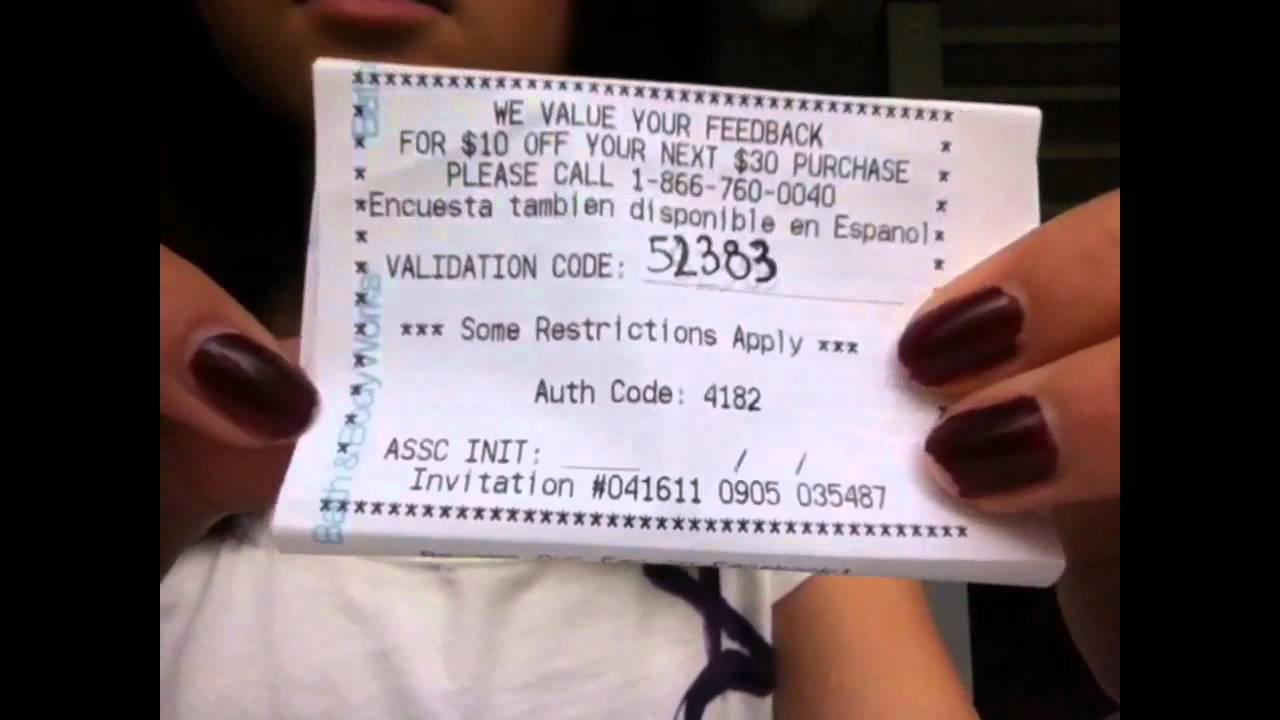 ***************************************
WE VALUE YOUR FEEDBACK
FOR $10 OFF YOUR NEXT $30 PURCHASE
PLEASE CALL 1-866-760-0040
*Encuesta tambien disponible en Espanol*
VALIDATION CODE: 52383
*** Some Restrictions Apply ***
Auth Code: 4182
ASSC INIT: _____ / /
Invitation #041611 0905 035487
***************************************
Bath & Body Works
Bath